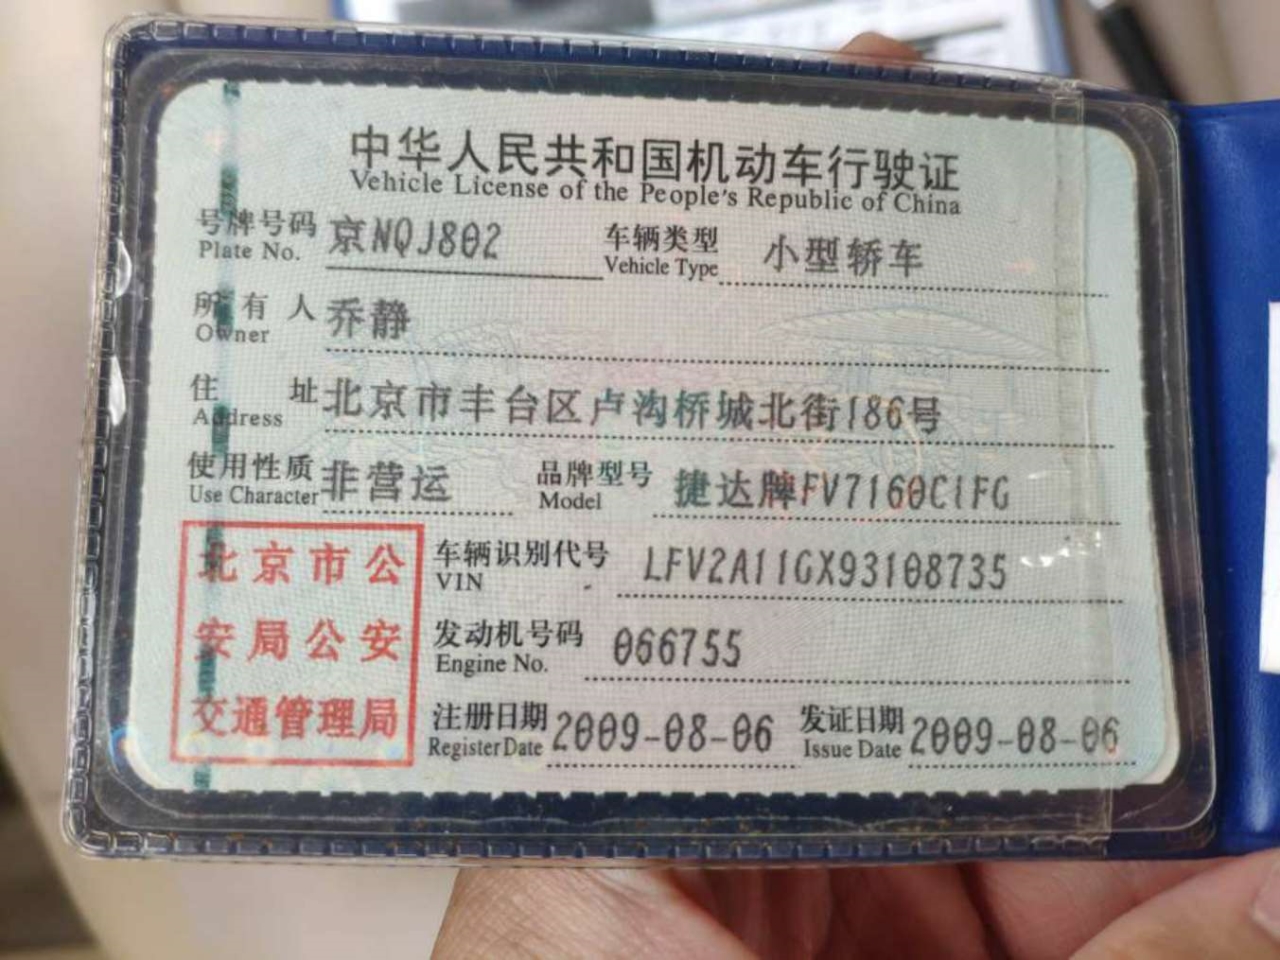 中华人民共和国机动车行驶证
Vehicle License of the People's Republic of China
号牌号码 京NQJ802 车辆类型 小型轿车
Plate No. Vehicle Type
所有人 乔静
Owner
住址 北京市丰台区卢沟桥城北街186号
Address
使用性质 非营运 品牌型号 捷达牌FV7160CIFG
Use Character Model
北京市公
安局公安
交通管理局
车辆识别代号 LFV2A11GX93108735
VIN
发动机号码 066755
Engine No.
注册日期 2009-08-06 发证日期 2009-08-06
Register Date Issue Date